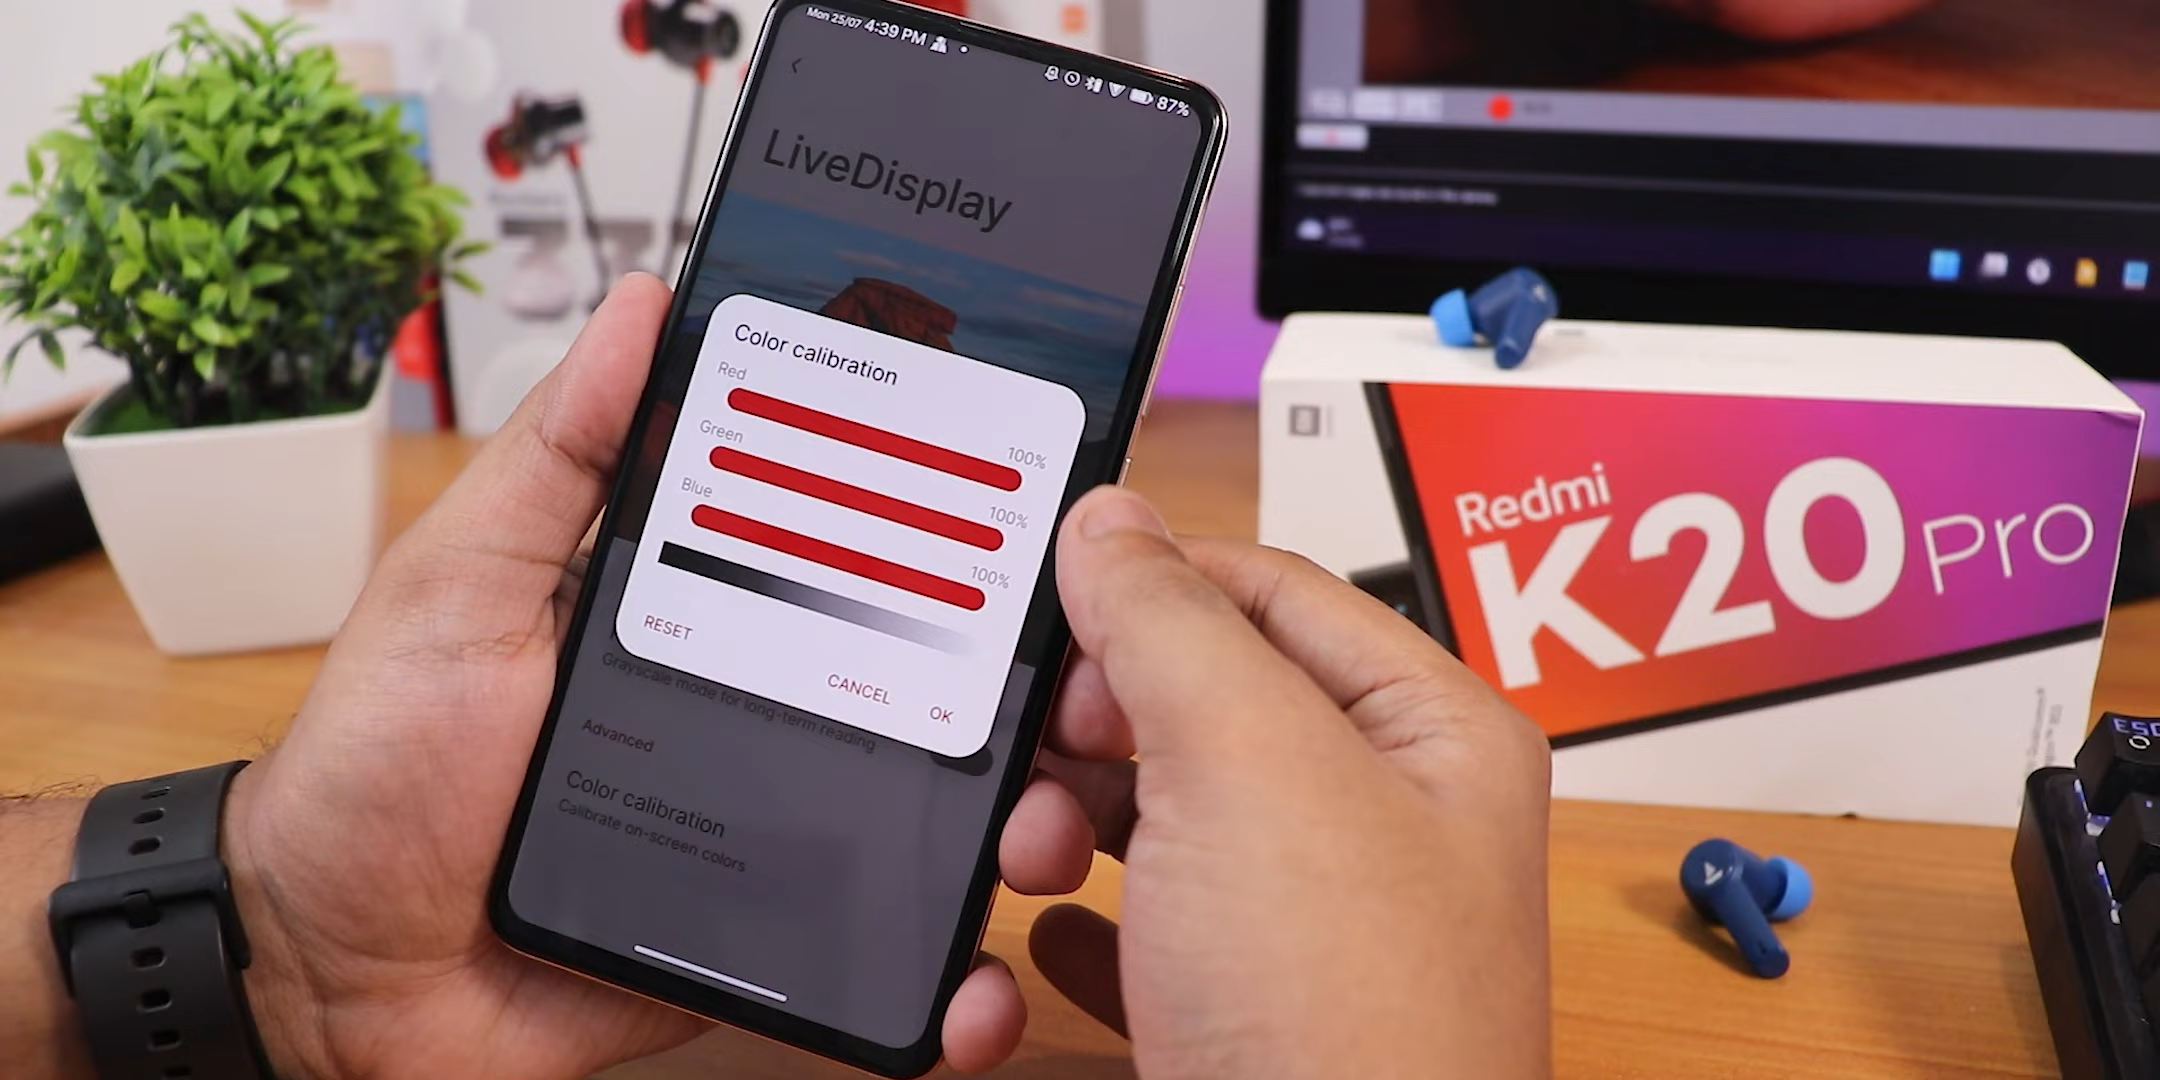 Mon 25/07 4:39 PM
87%
LiveDisplay
Color calibration
Red
100%
Green
100%
Blue
100%
RESET
CANCEL
OK
Grayscale mode for long-term reading
Advanced
Color calibration
Calibrate on-screen colors
Redmi
K20 Pro
ESC